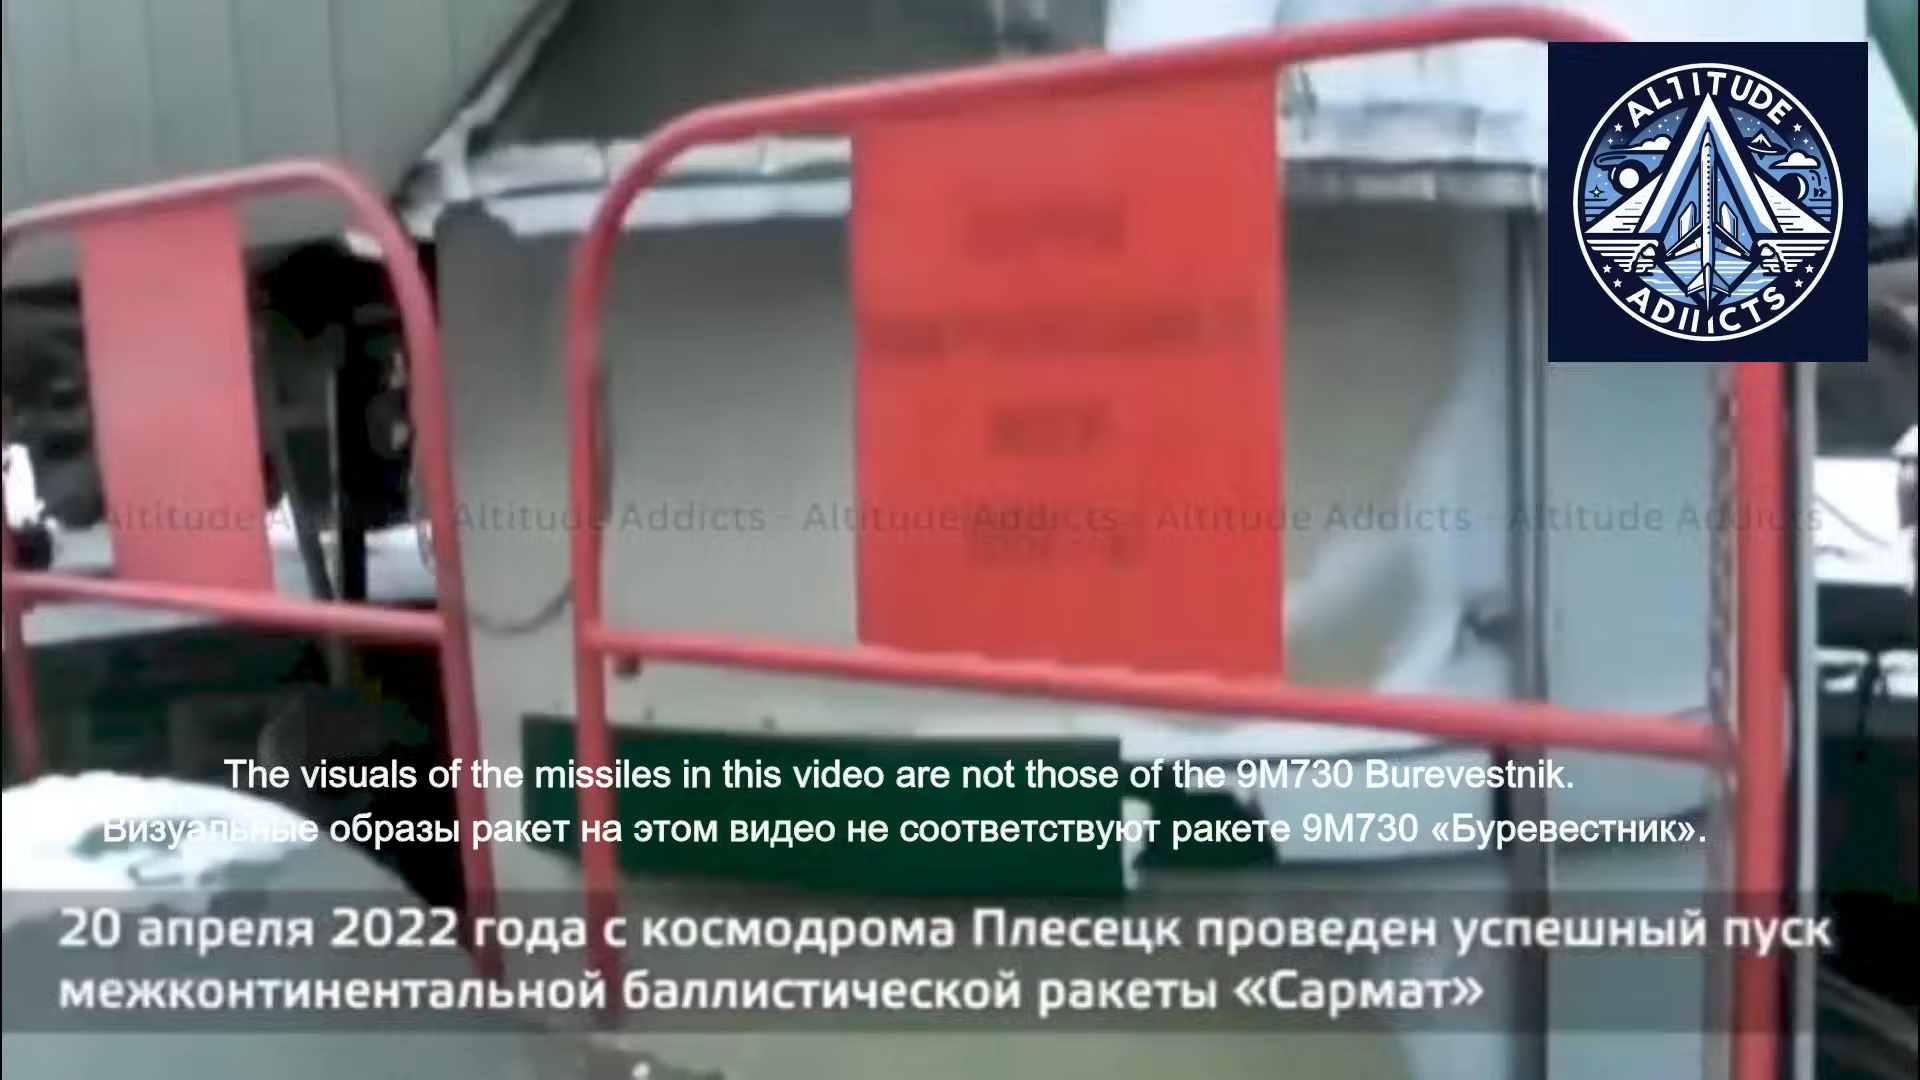 ALTITUDE
ADIIICTS
Altitude Addicts - Altitude Addicts - Altitude Addicts - Altitude Addicts - Altitude Addicts
The visuals of the missiles in this video are not those of the 9M730 Burevestnik.
Визуальные образы ракет на этом видео не соответствуют ракете 9М730 «Буревестник».
20 апреля 2022 года с космодрома Плесецк проведен успешный пуск
межконтинентальной баллистической ракеты «Сармат»